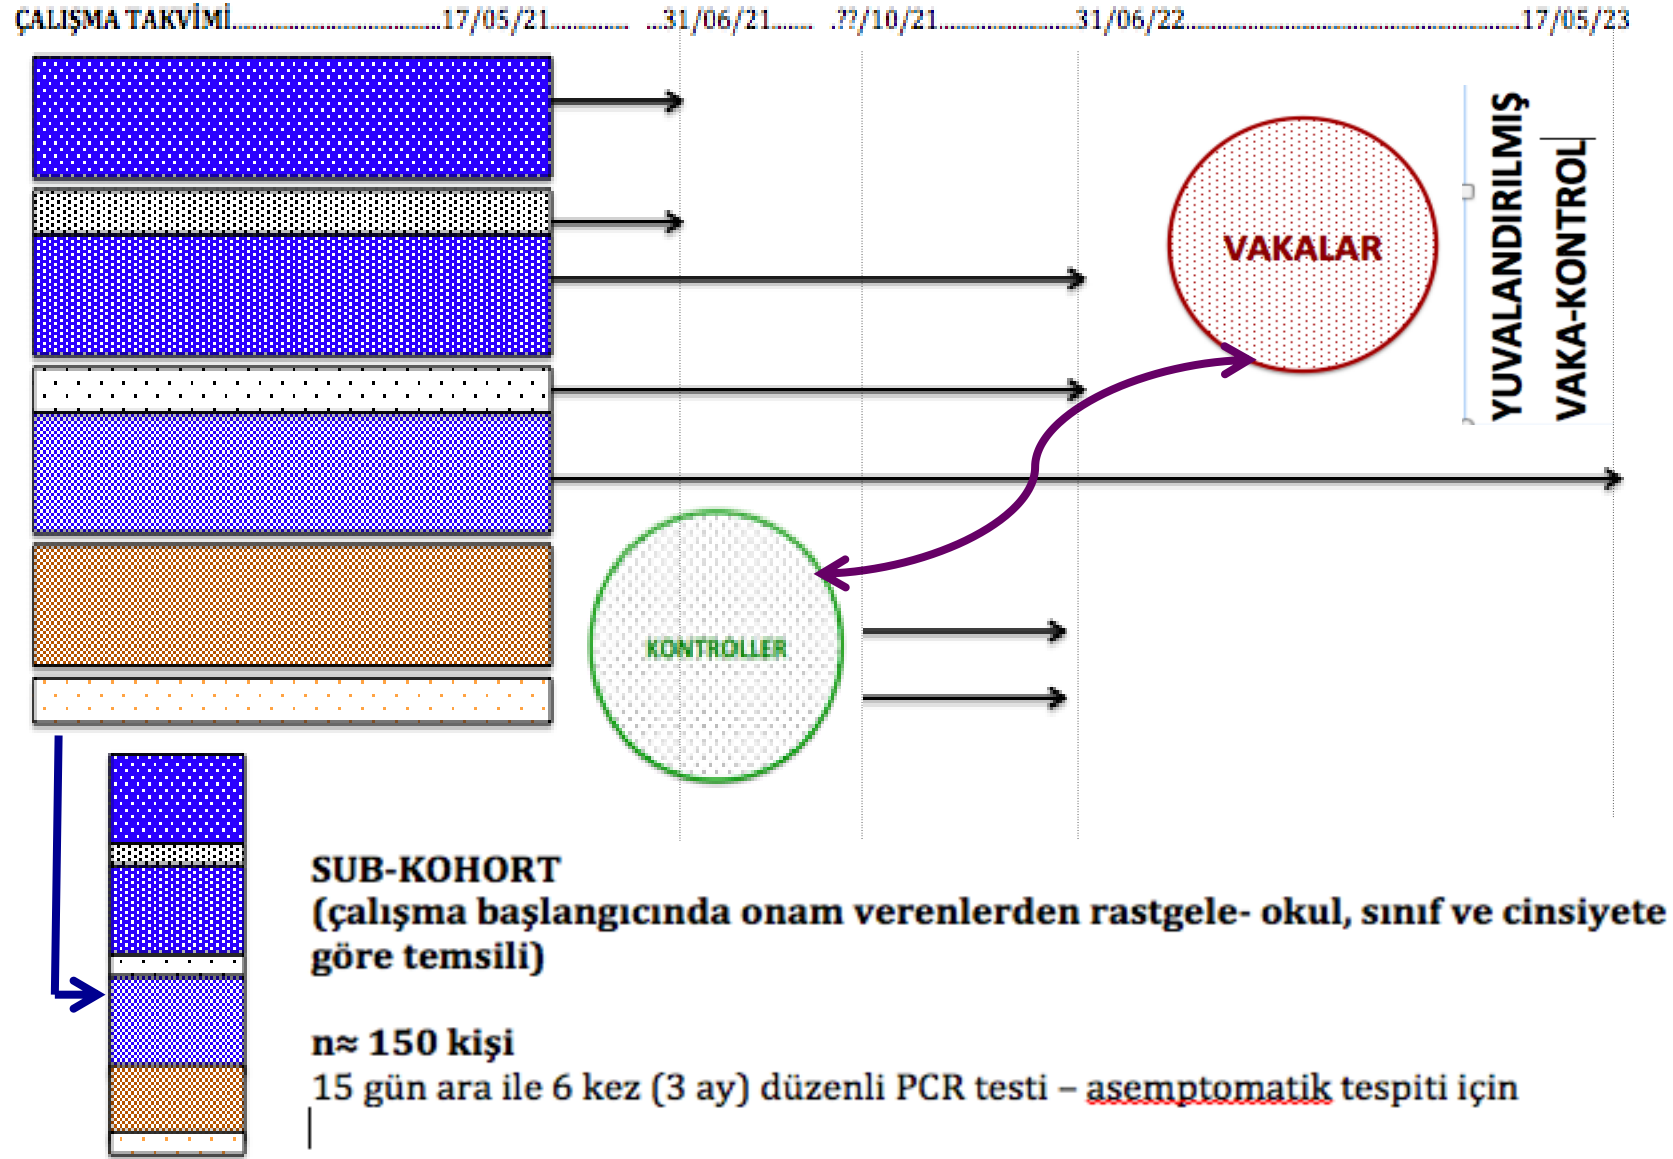 ÇALIŞMA TAKVİMİ..............................17/05/21........... ..31/06/21...... .??/10/21....................31/06/22................................................17/05/23
YUVALANDIRILMIŞ
VAKA-KONTROL
VAKALAR
KONTROLLER
SUB-KOHORT
(çalışma başlangıcında onam verenlerden rastgele- okul, sınıf ve cinsiyete
göre temsili)
n≈ 150 kişi
15 gün ara ile 6 kez (3 ay) düzenli PCR testi – asemptomatik tespiti için